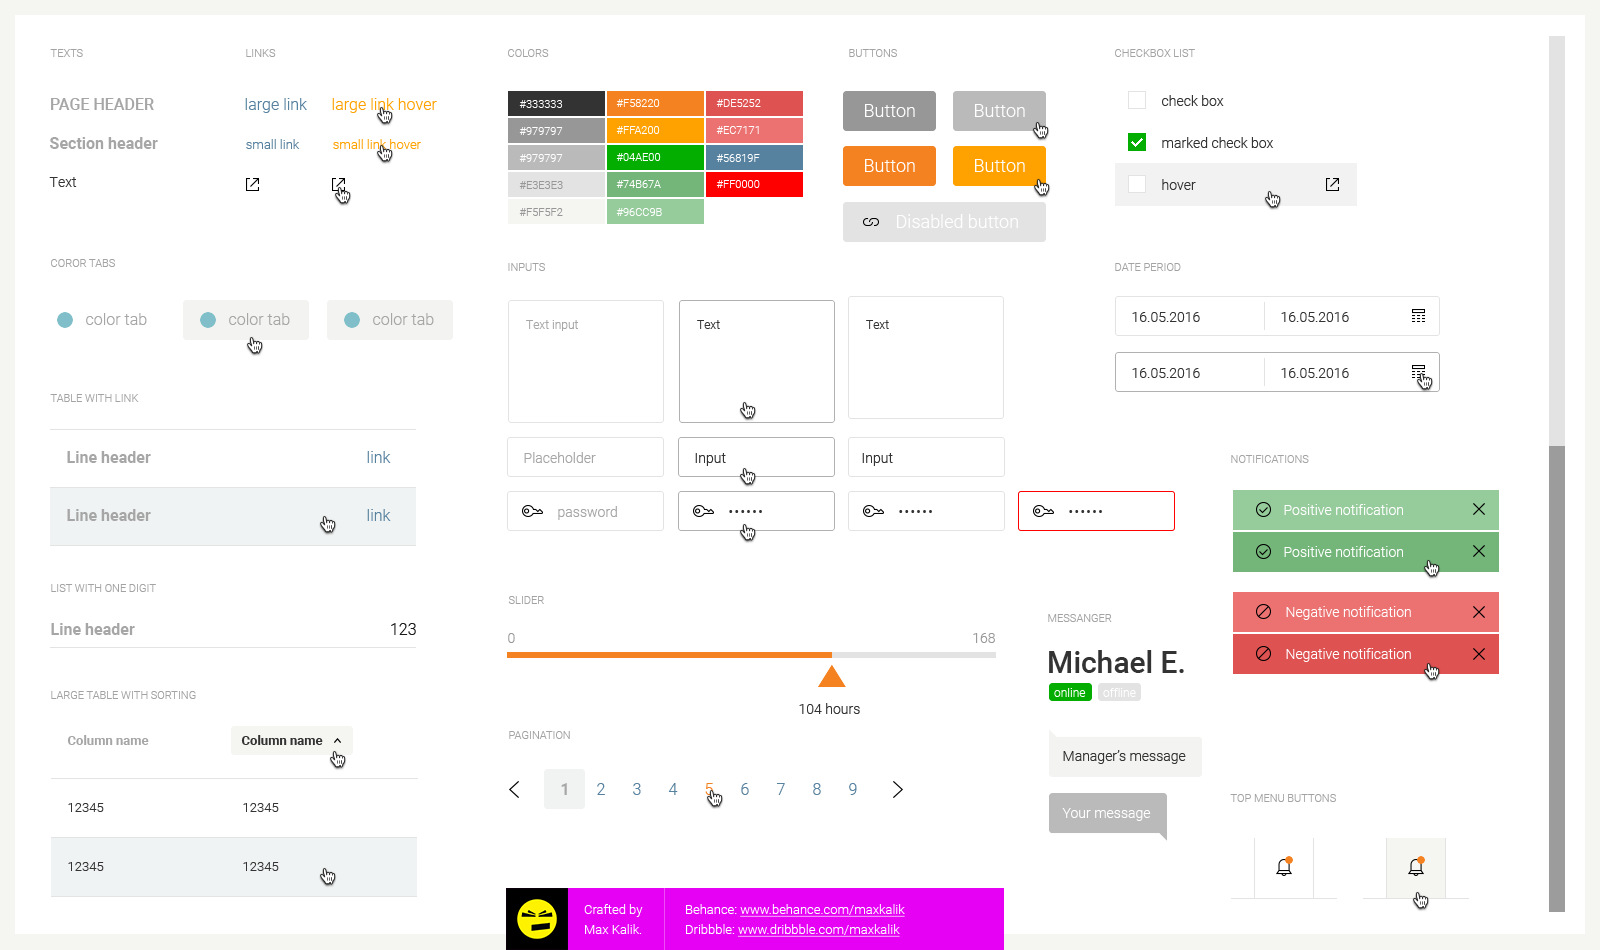 TEXTS
LINKS
PAGE HEADER
large link
large link hover
Section header
small link
small link hover
Text
COROR TABS
color tab
color tab
color tab
TABLE WITH LINK
Line header
link
Line header
link
LIST WITH ONE DIGIT
Line header
123
LARGE TABLE WITH SORTING
Column name
Column name
12345
12345
12345
12345
COLORS
#333333
#F58220
#DE5252
#979797
#FFA200
#EC7171
#979797
#04AE00
#56819F
#E3E3E3
#74B67A
#FF0000
#F5F5F2
#96CC9B
BUTTONS
Button
Button
Button
Button
Disabled button
INPUTS
Text input
Text
Text
Placeholder
Input
Input
password
SLIDER
0
168
104 hours
PAGINATION
1 2 3 4 5 6 7 8 9
CHECKBOX LIST
check box
marked check box
hover
DATE PERIOD
16.05.2016
16.05.2016
16.05.2016
16.05.2016
NOTIFICATIONS
Positive notification
Positive notification
Negative notification
Negative notification
MESSANGER
Michael E.
online
offline
Manager's message
Your message
TOP MENU BUTTONS
Crafted by
Max Kalik.
Behance: www.behance.com/maxkalik
Dribbble: www.dribbble.com/maxkalik